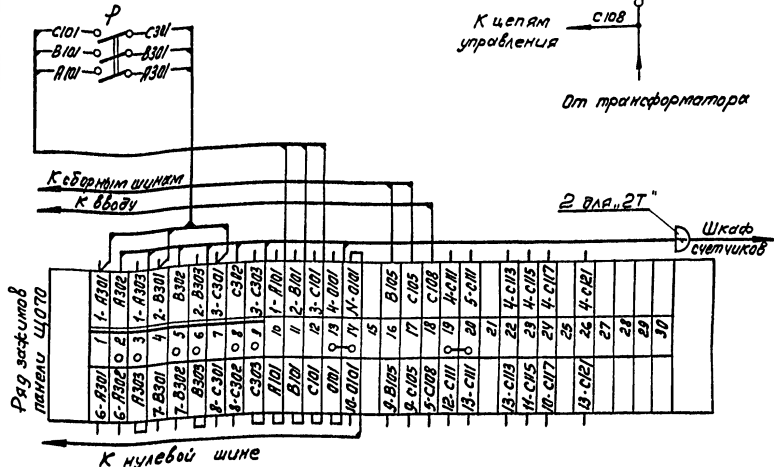 Р
С101 С301
В101 В301
А101 А301
К цепям управления
С108
От трансформатора
К сборным шинам
К вводу
2 для „2Т"
Шкаф счетчиков
Ряд зажимов панели ЩО70
1-А301 А302 1-А303 2-В301 В302 2-В303 3-С301 С302 3-С303 1-А101 2-В101 3-С101 4-0101 N-0101 В105 С105 С108 4-С111 5-С111 4-С113 4-С115 4-С117 4-С121
1 2 3 4 5 6 7 8 9 10 11 12 13 14 15 16 17 18 19 20 21 22 23 24 25 26 27 28 29 30
6-А301 6-А302 А303 7-В301 7-В302 В303 8-С301 8-С302 С303 А101 В101 С101 0101 10-0101 9-В105 9-С105 5-С108 12-С111 13-С111 13-С113 11-С115 10-С117 13-С121
К нулевой шине